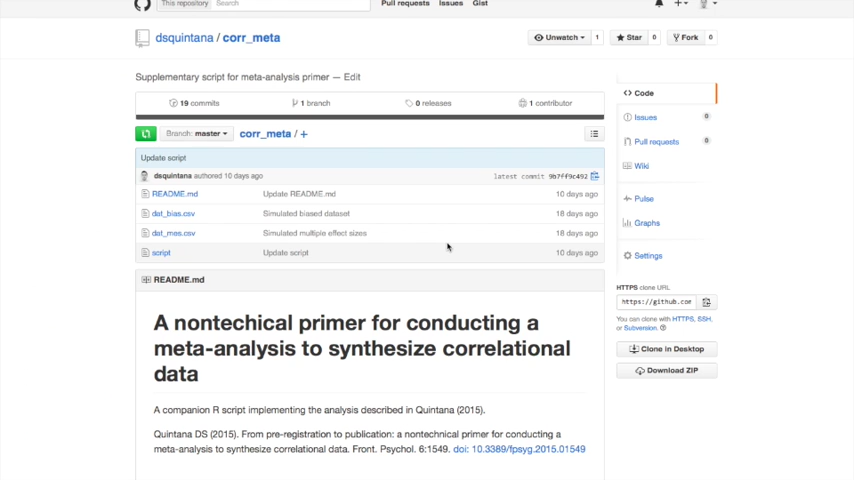 This repository Search Pull requests Issues Gist
dsquintana / corr_meta
Unwatch 1 Star 0 Fork 0
Supplementary script for meta-analysis primer — Edit
19 commits 1 branch 0 releases 1 contributor
Branch: master corr_meta / +
Update script
dsquintana authored 10 days ago latest commit 9b7ff9c492
README.md Update README.md 10 days ago
dat_bias.csv Simulated biased dataset 18 days ago
dat_mes.csv Simulated multiple effect sizes 18 days ago
script Update script 10 days ago
README.md
A nontechical primer for conducting a
meta-analysis to synthesize correlational
data
A companion R script implementing the analysis described in Quintana (2015).
Quintana DS (2015). From pre-registration to publication: a nontechnical primer for conducting a
meta-analysis to synthesize correlational data. Front. Psychol. 6:1549. doi: 10.3389/fpsyg.2015.01549
Code
Issues 0
Pull requests 0
Wiki
Pulse
Graphs
Settings
HTTPS clone URL
https://github.com
You can clone with HTTPS, SSH,
or Subversion.
Clone in Desktop
Download ZIP